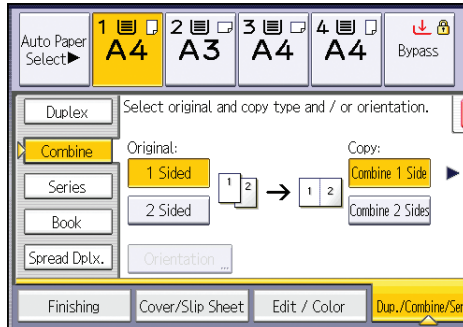 Auto Paper
Select▶
1
A4
2
A3
3
A4
4
A4
Bypass
Duplex
Select original and copy type and / or orientation.
Combine
Original:
Copy:
1 Sided
Combine 1 Side
Series
1 2 → 1 2
2 Sided
Combine 2 Sides
Book
Spread Dplx.
Orientation ...
Finishing
Cover/Slip Sheet
Edit / Color
Dup./Combine/Ser